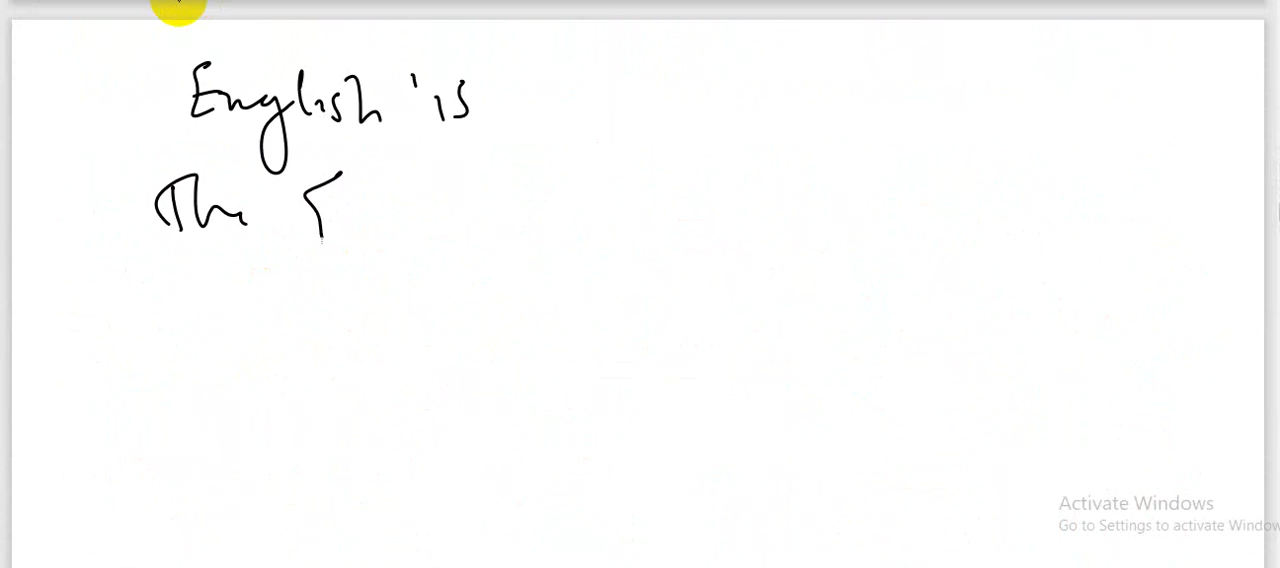 English is
The
Activate Windows
Go to Settings to activate Window